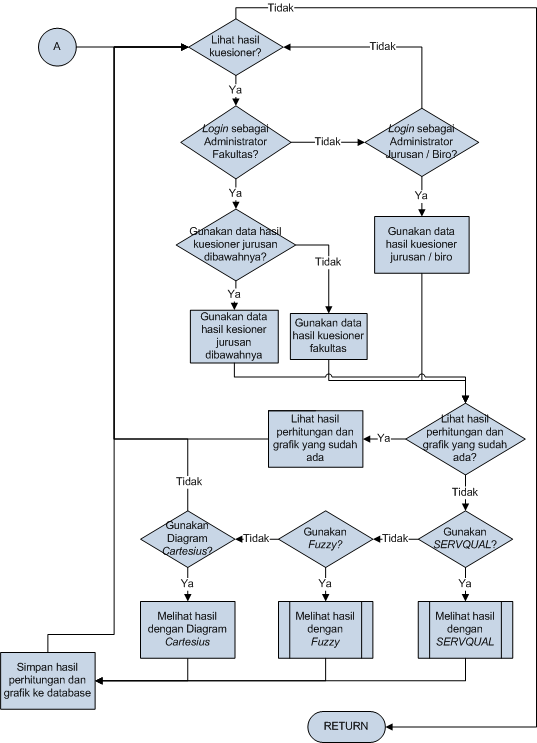 Tidak
A
Lihat hasil
kuesioner?
Tidak
Ya
Login sebagai
Administrator
Fakultas?
Tidak
Login sebagai
Administrator
Jurusan / Biro?
Ya
Ya
Gunakan data hasil
kuesioner jurusan
dibawahnya?
Gunakan data
hasil kuesioner
jurusan / biro
Tidak
Ya
Gunakan data
hasil kesioner
jurusan
dibawahnya
Gunakan data
hasil kuesioner
fakultas
Lihat hasil
perhitungan dan
grafik yang sudah
ada
Ya
Lihat hasil
perhitungan dan
grafik yang sudah
ada?
Tidak
Tidak
Gunakan
Diagram
Cartesius?
Tidak
Gunakan
Fuzzy?
Tidak
Gunakan
SERVQUAL?
Ya
Ya
Ya
Melihat hasil
dengan Diagram
Cartesius
Melihat hasil
dengan
Fuzzy
Melihat hasil
dengan
SERVQUAL
Simpan hasil
perhitungan dan
grafik ke database
RETURN